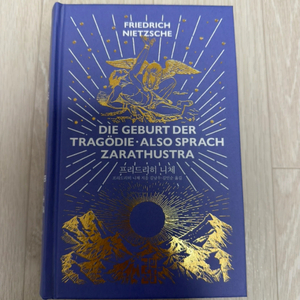 FRIEDRICH
NIETZSCHE
DIE GEBURT DER
TRAGÖDIE·ALSO SPRACH
ZARATHUSTRA
프리드리히 니체